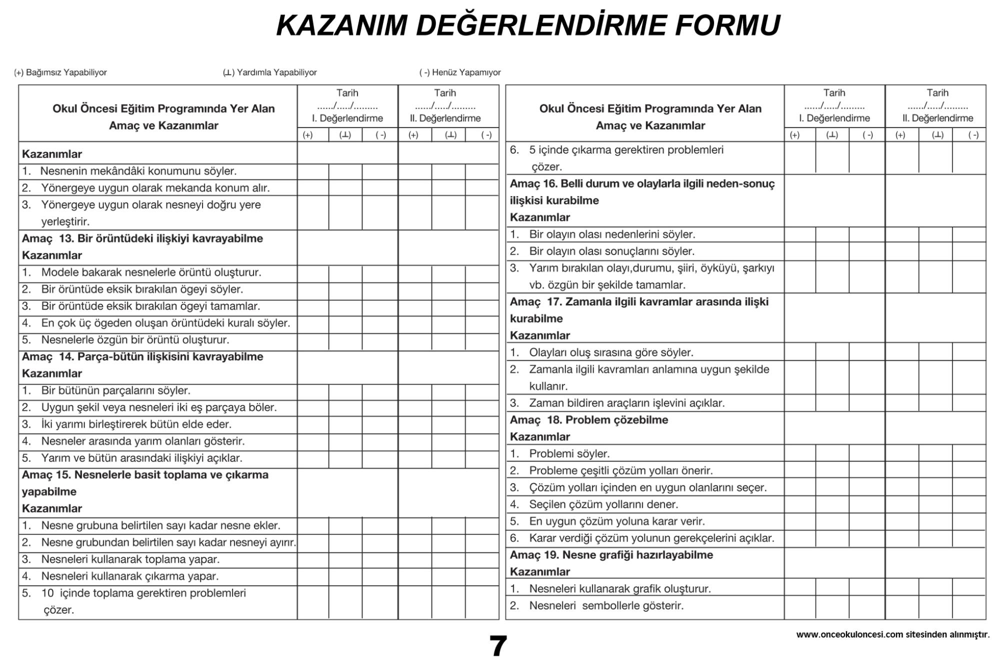 KAZANIM DEĞERLENDİRME FORMU
(+) Bağımsız Yapabiliyor
(⊥) Yardımla Yapabiliyor
( -) Henüz Yapamıyor
Okul Öncesi Eğitim Programında Yer Alan
Amaç ve Kazanımlar
Tarih
....../...../.........
I. Değerlendirme
Tarih
....../...../.........
II. Değerlendirme
(+) (⊥) ( -) (+) (⊥) ( -)
Kazanımlar
1. Nesnenin mekândâki konumunu söyler.
2. Yönergeye uygun olarak mekanda konum alır.
3. Yönergeye uygun olarak nesneyi doğru yere
yerleştirir.
Amaç 13. Bir örüntüdeki ilişkiyi kavrayabilme
Kazanımlar
1. Modele bakarak nesnelerle örüntü oluşturur.
2. Bir örüntüde eksik bırakılan ögeyi söyler.
3. Bir örüntüde eksik bırakılan ögeyi tamamlar.
4. En çok üç ögeden oluşan örüntüdeki kuralı söyler.
5. Nesnelerle özgün bir örüntü oluşturur.
Amaç 14. Parça-bütün ilişkisini kavrayabilme
Kazanımlar
1. Bir bütünün parçalarını söyler.
2. Uygun şekil veya nesneleri iki eş parçaya böler.
3. İki yarımı birleştirerek bütün elde eder.
4. Nesneler arasında yarım olanları gösterir.
5. Yarım ve bütün arasındaki ilişkiyi açıklar.
Amaç 15. Nesnelerle basit toplama ve çıkarma
yapabilme
Kazanımlar
1. Nesne grubuna belirtilen sayı kadar nesne ekler.
2. Nesne grubundan belirtilen sayı kadar nesneyi ayırır.
3. Nesneleri kullanarak toplama yapar.
4. Nesneleri kullanarak çıkarma yapar.
5. 10 içinde toplama gerektiren problemleri
çözer.
Okul Öncesi Eğitim Programında Yer Alan
Amaç ve Kazanımlar
Tarih
....../...../.........
I. Değerlendirme
Tarih
....../...../.........
II. Değerlendirme
(+) (⊥) ( -) (+) (⊥) ( -)
6. 5 içinde çıkarma gerektiren problemleri
çözer.
Amaç 16. Belli durum ve olaylarla ilgili neden-sonuç
ilişkisi kurabilme
Kazanımlar
1. Bir olayın olası nedenlerini söyler.
2. Bir olayın olası sonuçlarını söyler.
3. Yarım bırakılan olayı,durumu, şiiri, öyküyü, şarkıyı
vb. özgün bir şekilde tamamlar.
Amaç 17. Zamanla ilgili kavramlar arasında ilişki
kurabilme
Kazanımlar
1. Olayları oluş sırasına göre söyler.
2. Zamanla ilgili kavramları anlamına uygun şekilde
kullanır.
3. Zaman bildiren araçların işlevini açıklar.
Amaç 18. Problem çözebilme
Kazanımlar
1. Problemi söyler.
2. Probleme çeşitli çözüm yolları önerir.
3. Çözüm yolları içinden en uygun olanlarını seçer.
4. Seçilen çözüm yollarını dener.
5. En uygun çözüm yoluna karar verir.
6. Karar verdiği çözüm yolunun gerekçelerini açıklar.
Amaç 19. Nesne grafiği hazırlayabilme
Kazanımlar
1. Nesneleri kullanarak grafik oluşturur.
2. Nesneleri sembollerle gösterir.
7
www.onceokuloncesi.com sitesinden alınmıştır.